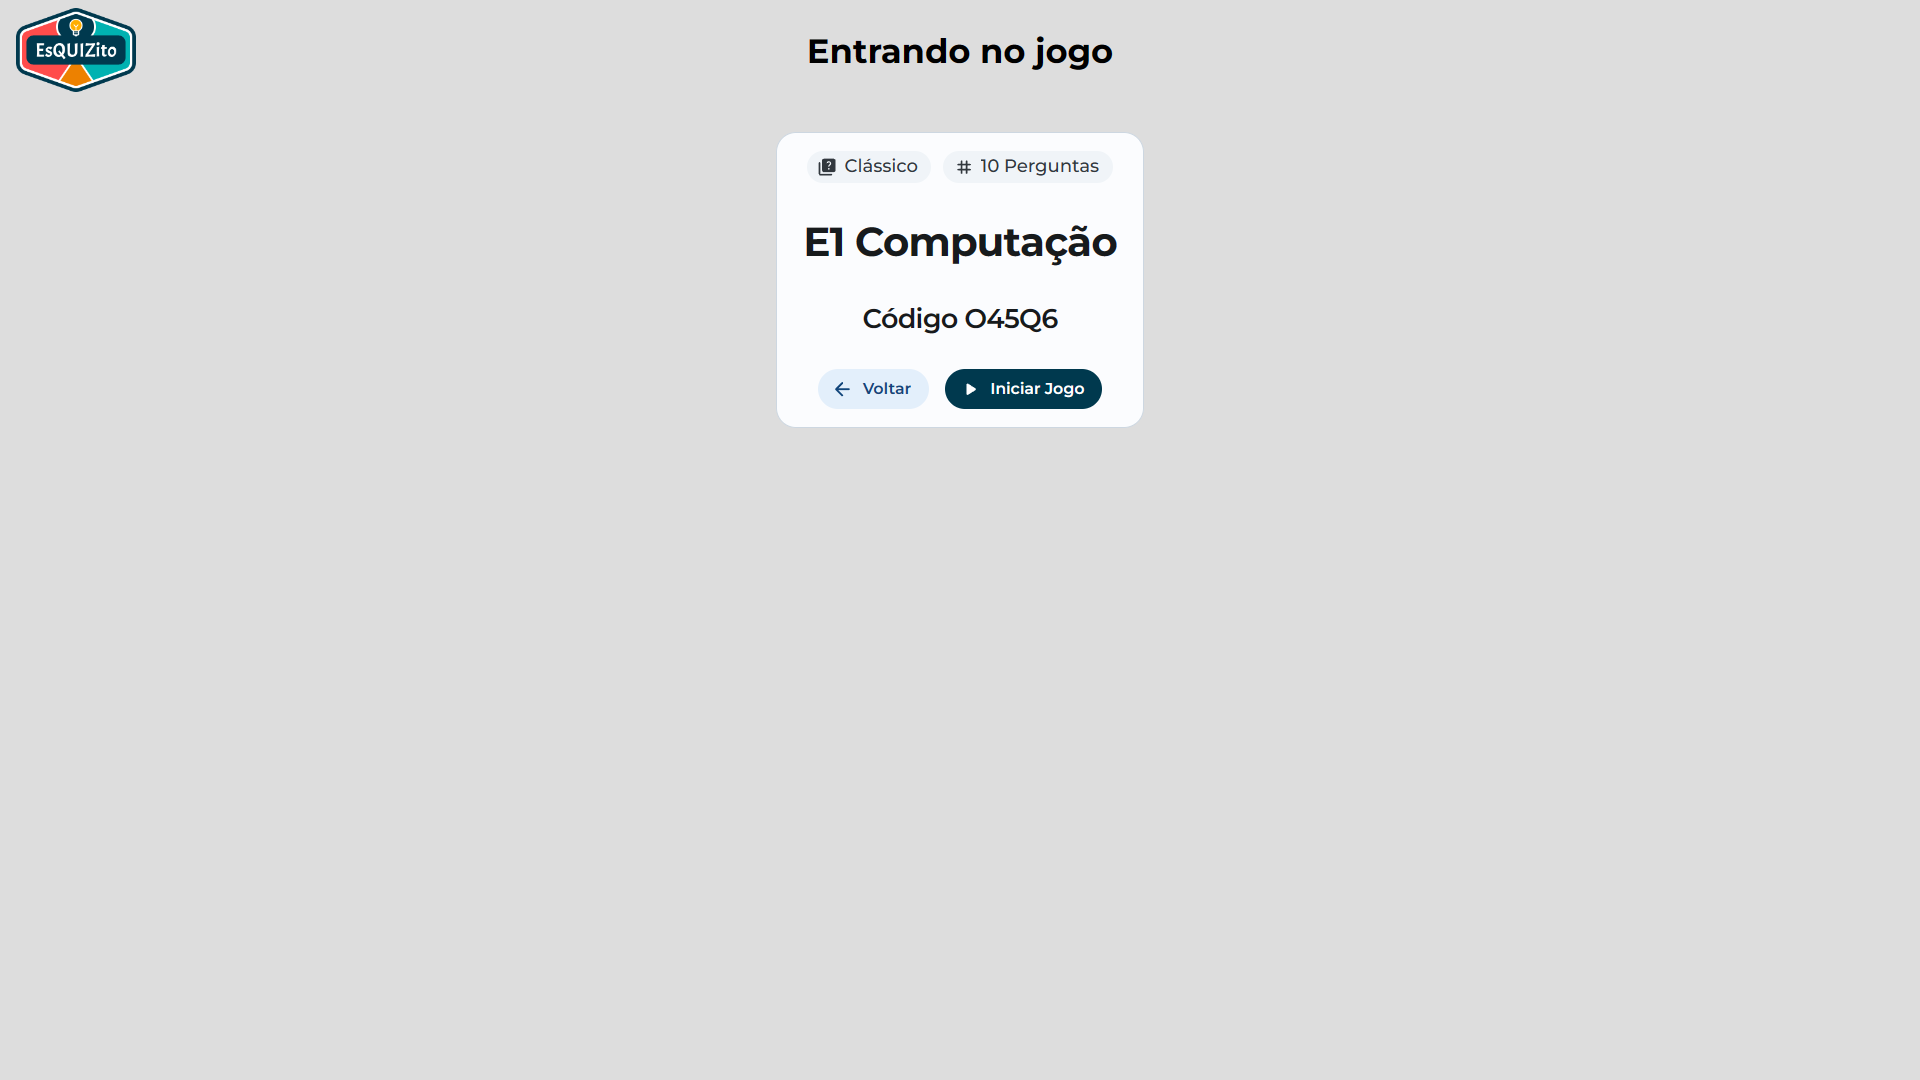 EsQUIZito
Entrando no jogo
Clássico
10 Perguntas
E1 Computação
Código O45Q6
Voltar
Iniciar Jogo